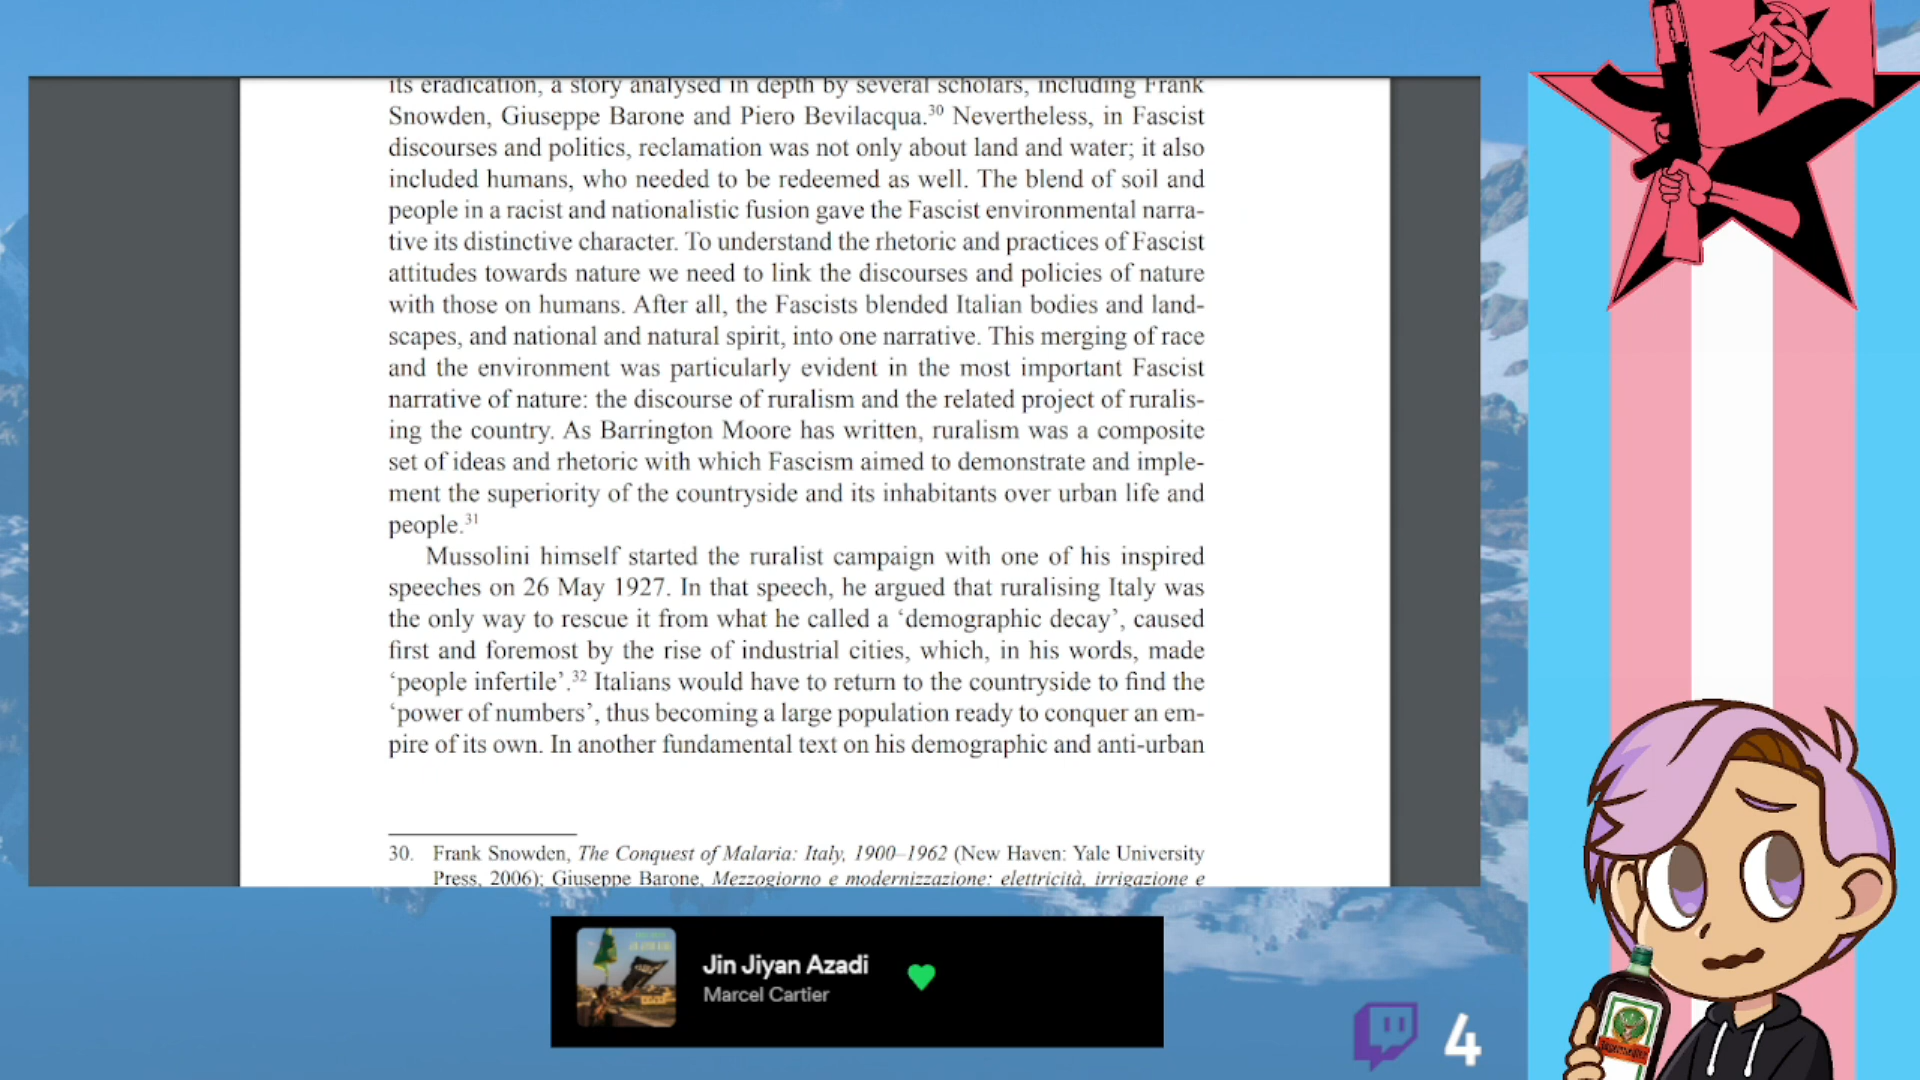 its eradication, a story analysed in depth by several scholars, including Frank
Snowden, Giuseppe Barone and Piero Bevilacqua.30 Nevertheless, in Fascist
discourses and politics, reclamation was not only about land and water; it also
included humans, who needed to be redeemed as well. The blend of soil and
people in a racist and nationalistic fusion gave the Fascist environmental narra-
tive its distinctive character. To understand the rhetoric and practices of Fascist
attitudes towards nature we need to link the discourses and policies of nature
with those on humans. After all, the Fascists blended Italian bodies and land-
scapes, and national and natural spirit, into one narrative. This merging of race
and the environment was particularly evident in the most important Fascist
narrative of nature: the discourse of ruralism and the related project of ruralis-
ing the country. As Barrington Moore has written, ruralism was a composite
set of ideas and rhetoric with which Fascism aimed to demonstrate and imple-
ment the superiority of the countryside and its inhabitants over urban life and
people.31
Mussolini himself started the ruralist campaign with one of his inspired
speeches on 26 May 1927. In that speech, he argued that ruralising Italy was
the only way to rescue it from what he called a ‘demographic decay’, caused
first and foremost by the rise of industrial cities, which, in his words, made
‘people infertile’.32 Italians would have to return to the countryside to find the
‘power of numbers’, thus becoming a large population ready to conquer an em-
pire of its own. In another fundamental text on his demographic and anti-urban
30. Frank Snowden, The Conquest of Malaria: Italy, 1900–1962 (New Haven: Yale University
Press, 2006); Giuseppe Barone, Mezzogiorno e modernizzazione: elettricità, irrigazione e
Jin Jiyan Azadi
Marcel Cartier
4